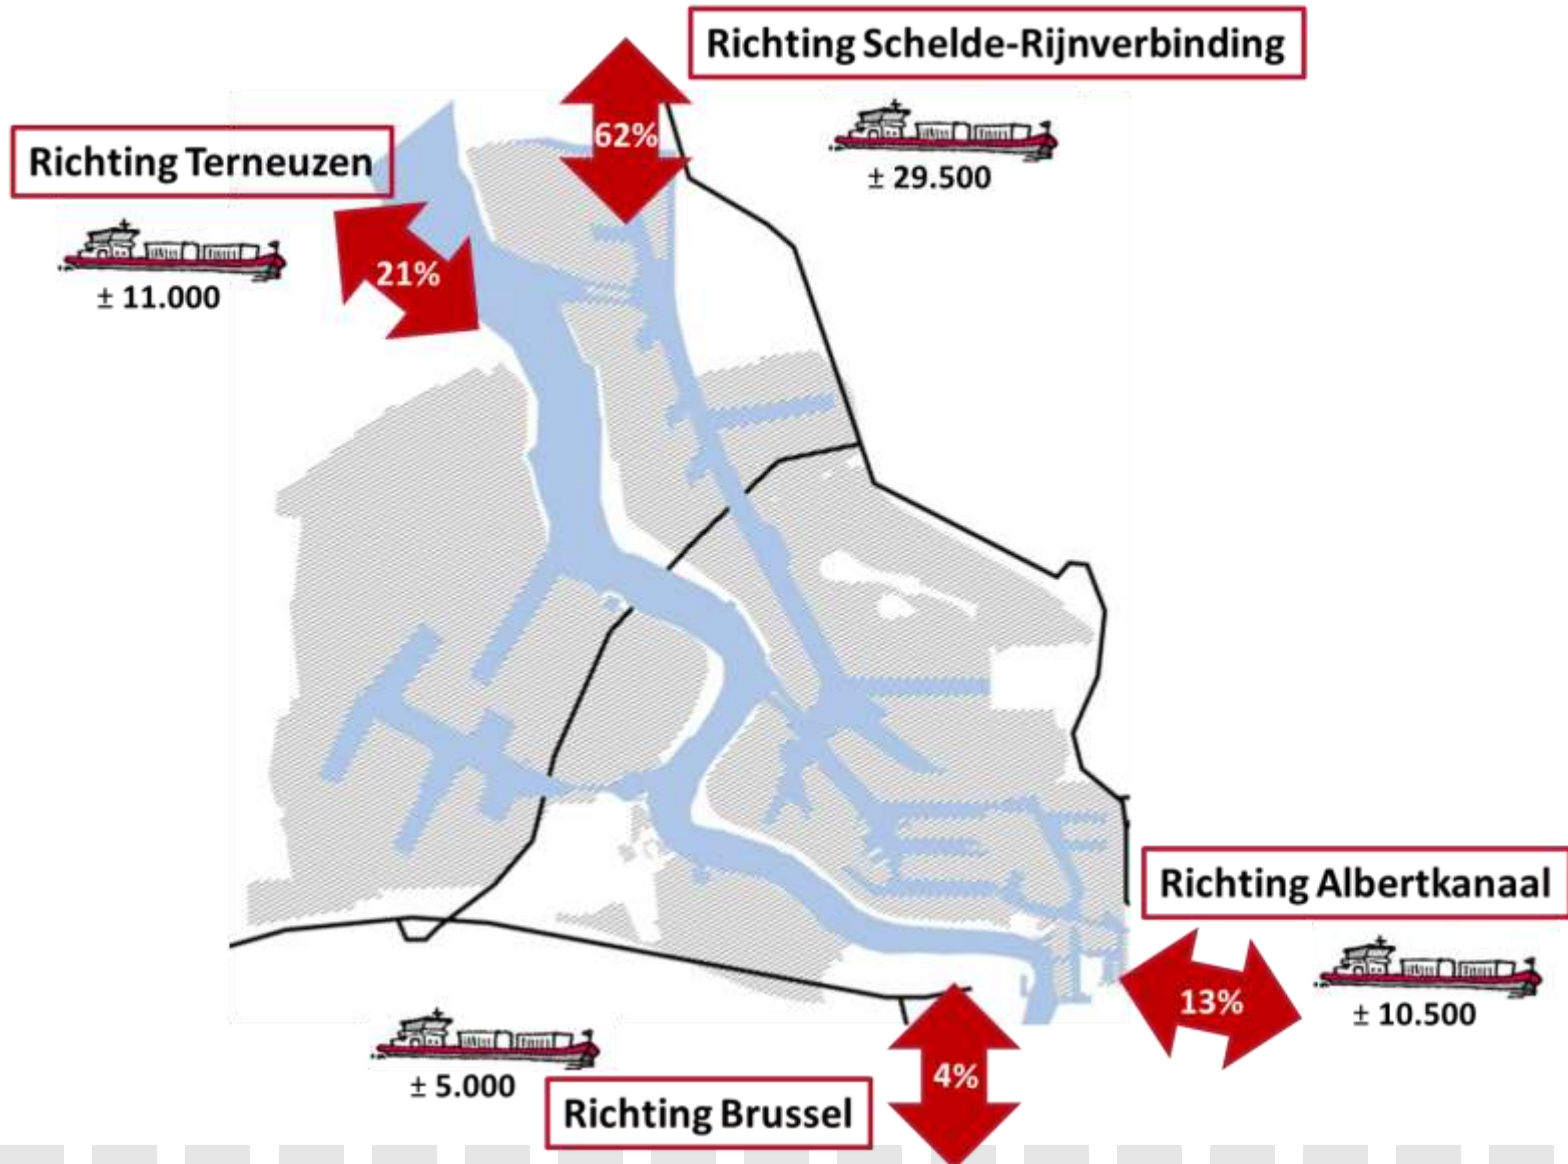 Richting Schelde-Rijnverbinding
62%
± 29.500
Richting Terneuzen
21%
± 11.000
Richting Albertkanaal
13%
± 10.500
± 5.000
4%
Richting Brussel